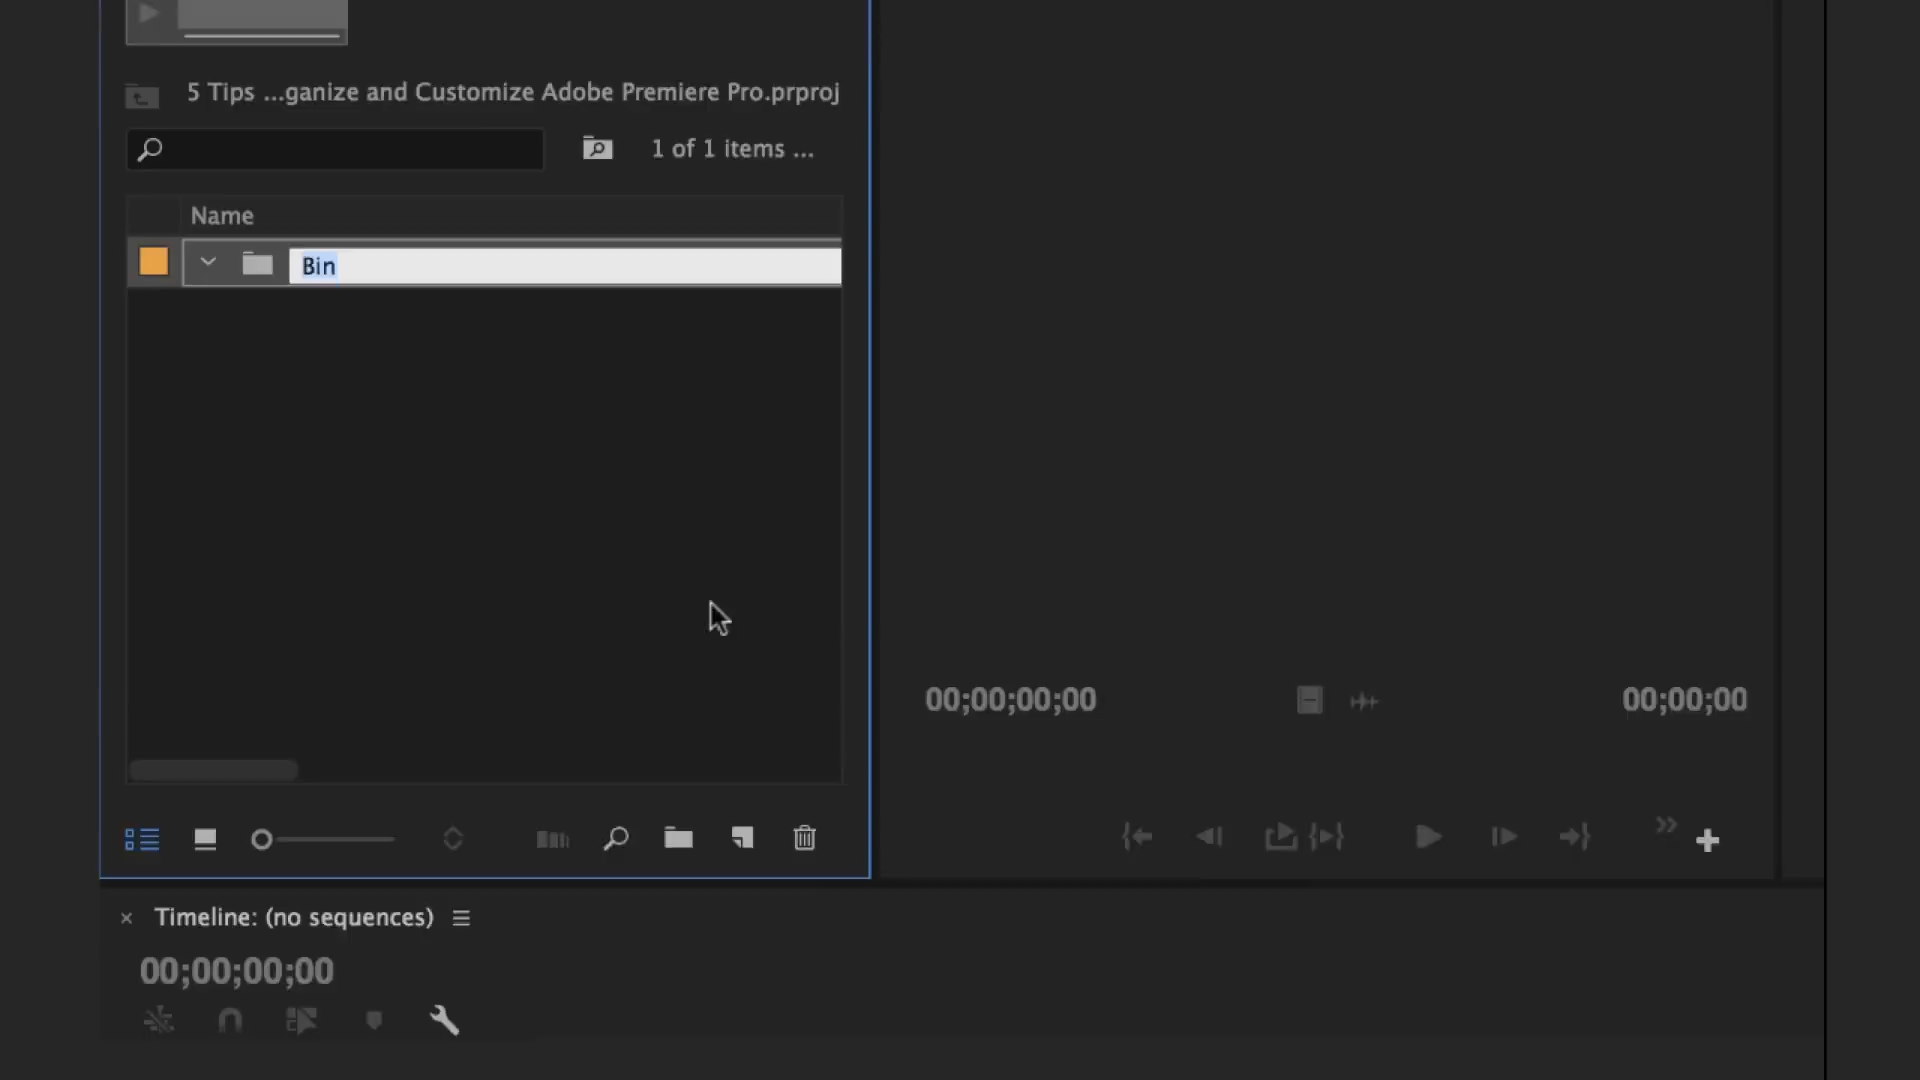 5 Tips ...ganize and Customize Adobe Premiere Pro.prproj
1 of 1 items ...
Name
Bin
00;00;00;00
00;00;00
Timeline: (no sequences)
00;00;00;00